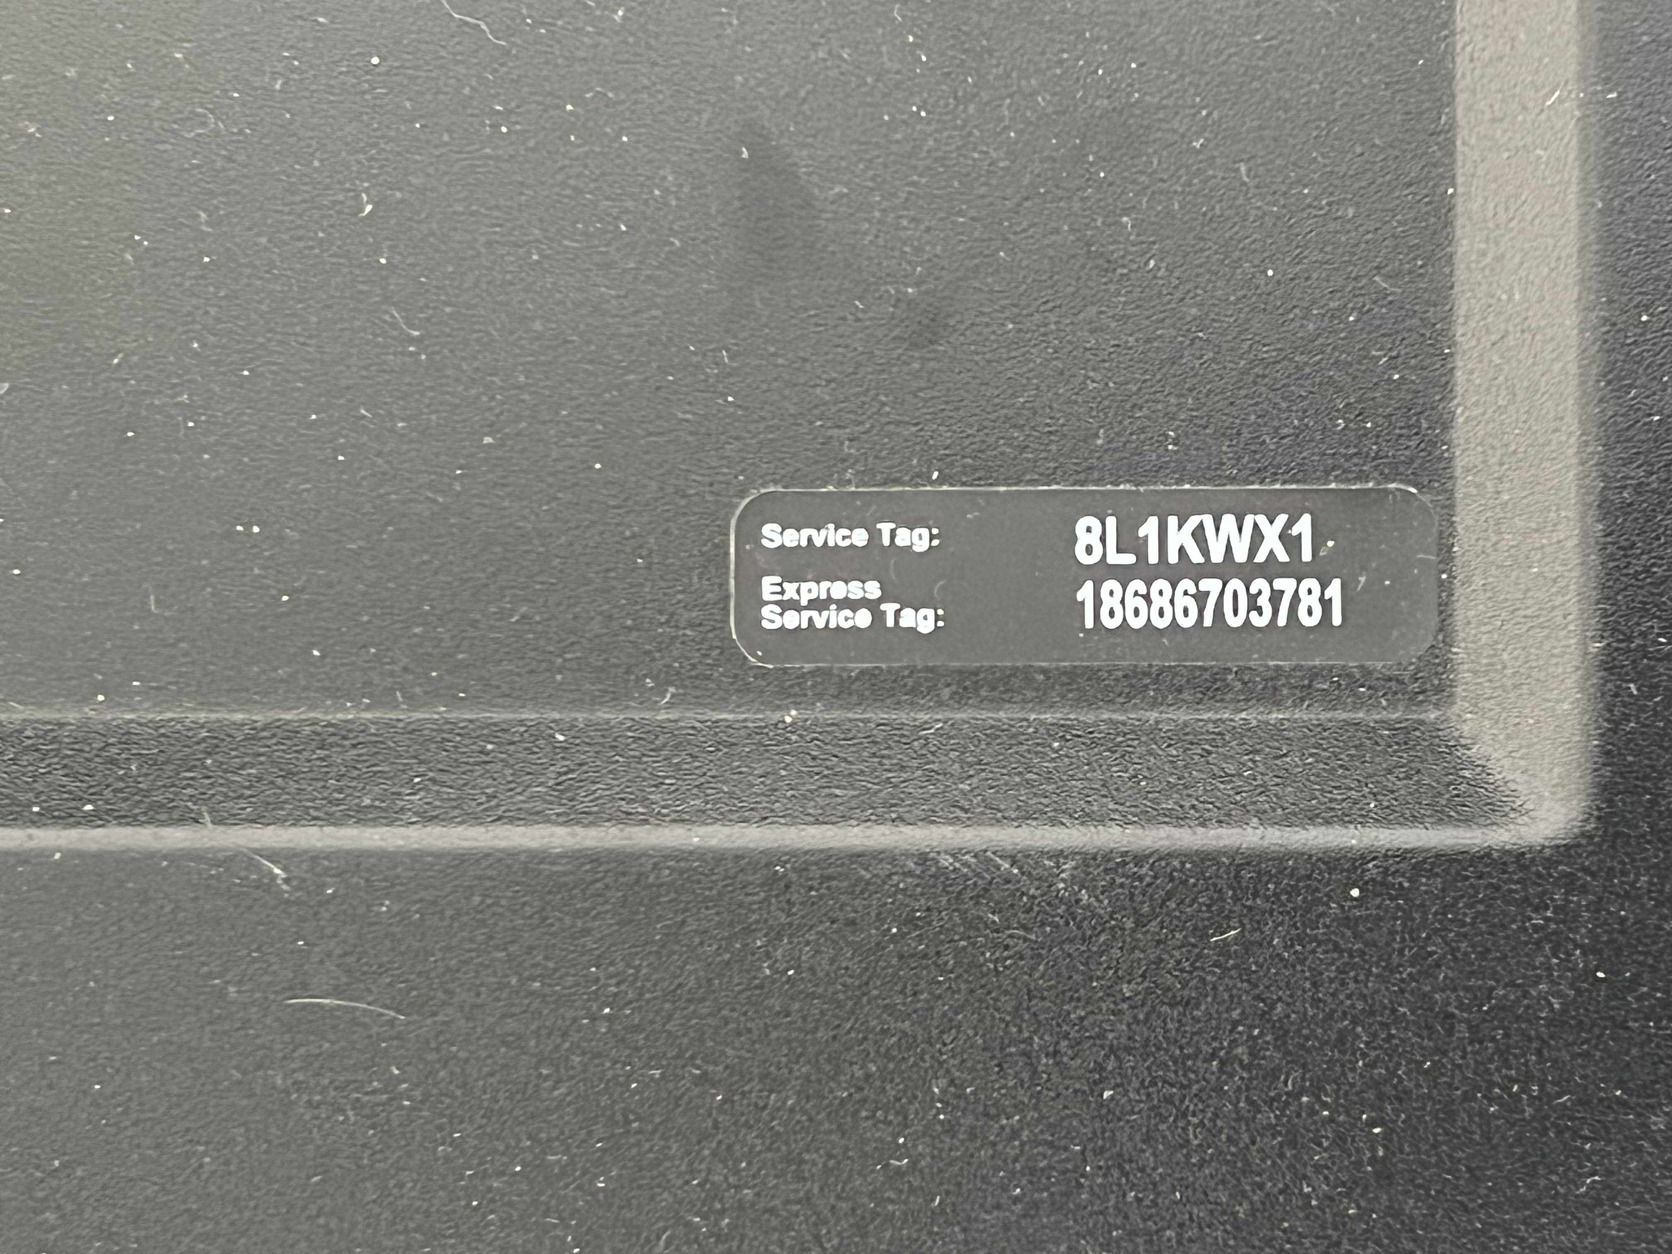 Service Tag: 8L1KWX1
Express
Service Tag: 18686703781